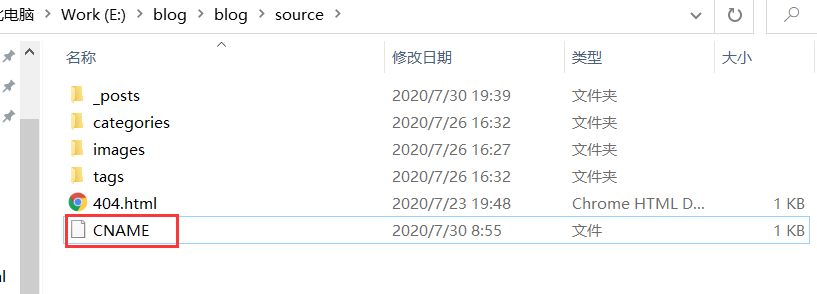 比电脑 > Work (E:) > blog > blog > source >
名称 修改日期 类型 大小
_posts 2020/7/30 19:39 文件夹
categories 2020/7/26 16:32 文件夹
images 2020/7/26 16:27 文件夹
tags 2020/7/26 16:32 文件夹
404.html 2020/7/23 19:48 Chrome HTML D... 1 KB
CNAME 2020/7/30 8:55 文件 1 KB